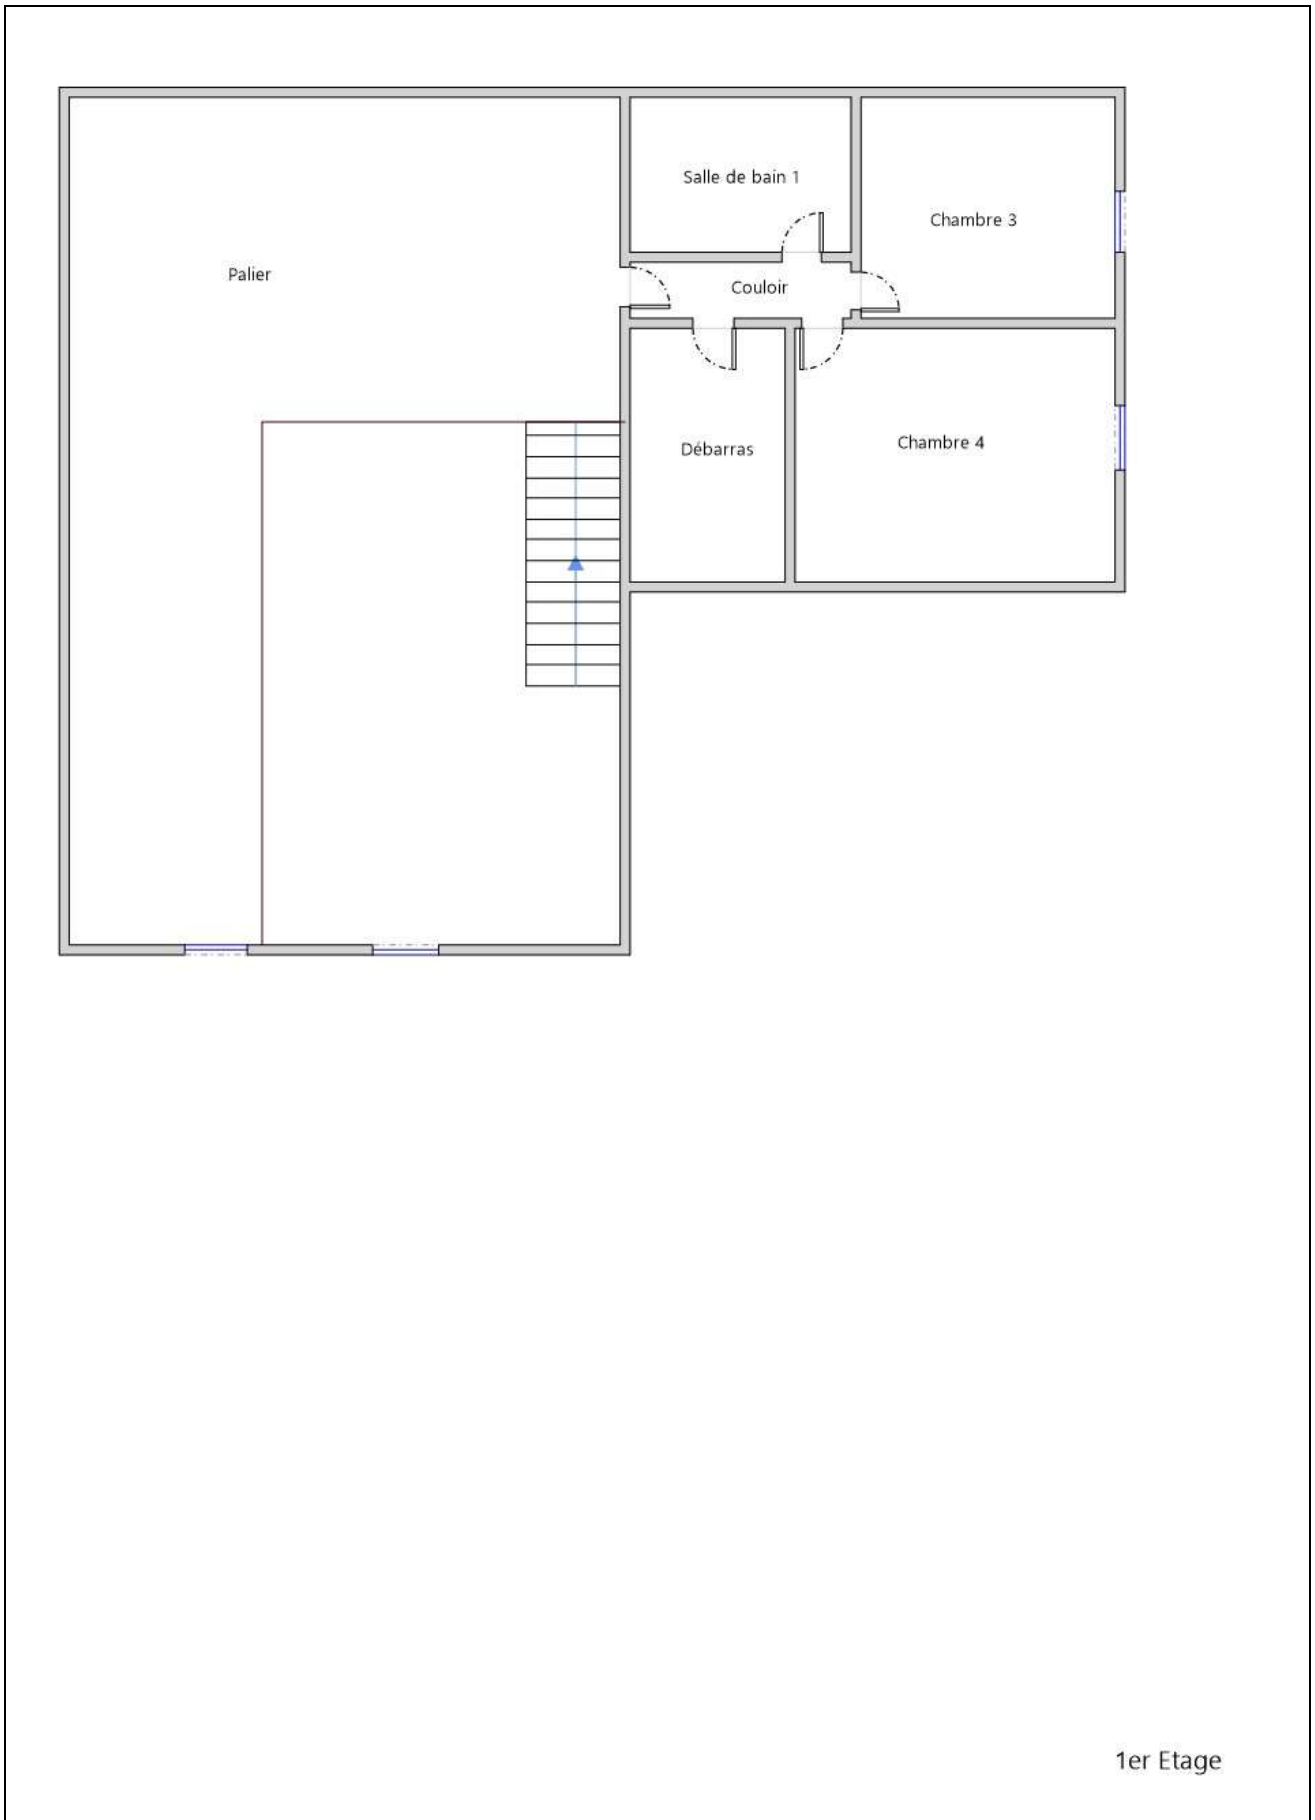 Salle de bain 1
Chambre 3
Palier
Couloir
Débarras
Chambre 4
1er Etage